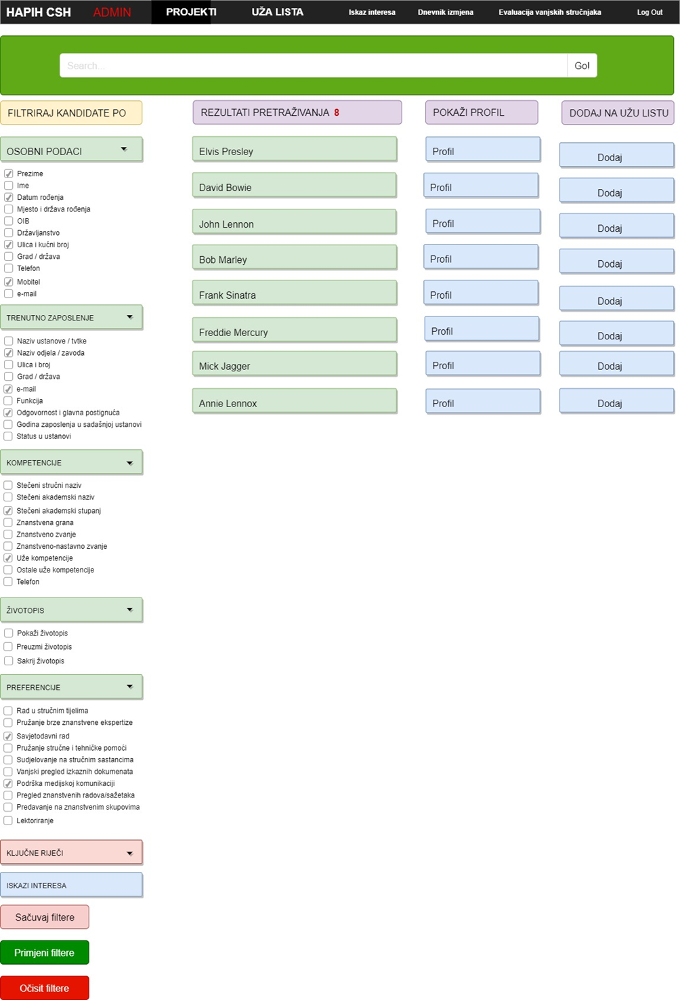 HAPIH CSH ADMIN PROJEKTI UŽA LISTA Iskaz interesa Dnevnik izmjena Evaluacija vanjskih stručnjaka Log Out
Search... Go!
FILTRIRAJ KANDIDATE PO REZULTATI PRETRAŽIVANJA 8 POKAŽI PROFIL DODAJ NA UŽU LISTU
OSOBNI PODACI
Prezime
Ime
Datum rođenja
Mjesto i država rođenja
OIB
Državljanstvo
Ulica i kućni broj
Grad / država
Telefon
Mobitel
e-mail
TRENUTNO ZAPOSLENJE
Naziv ustanove / tvtke
Naziv odjela / zavoda
Ulica i broj
Grad / država
e-mail
Funkcija
Odgovornost i glavna postignuća
Godina zaposlenja u sadašnjoj ustanovi
Status u ustanovi
KOMPETENCIJE
Stečeni stručni naziv
Stečeni akademski naziv
Stečeni akademski stupanj
Znanstvena grana
Znanstveno zvanje
Znanstveno-nastavno zvanje
Uže kompetencije
Ostale uže kompetencije
Telefon
ŽIVOTOPIS
Pokaži životopis
Preuzmi životopis
Sakrij životopis
PREFERENCIJE
Rad u stručnim tijelima
Pružanje brze znanstvene ekspertize
Savjetodavni rad
Pružanje stručne i tehničke pomoći
Sudjelovanje na stručnim sastancima
Vanjski pregled izkaznih dokumenata
Podrška medijskoj komunikaciji
Pregled znanstvenih radova/sažetaka
Predavanje na znanstvenim skupovima
Lektoriranje
KLJUČNE RIJEČI
ISKAZI INTERESA
Sačuvaj filtere
Primjeni filtere
Očisit filtere
Elvis Presley Profil Dodaj
David Bowie Profil Dodaj
John Lennon Profil Dodaj
Bob Marley Profil Dodaj
Frank Sinatra Profil Dodaj
Freddie Mercury Profil Dodaj
Mick Jagger Profil Dodaj
Annie Lennox Profil Dodaj